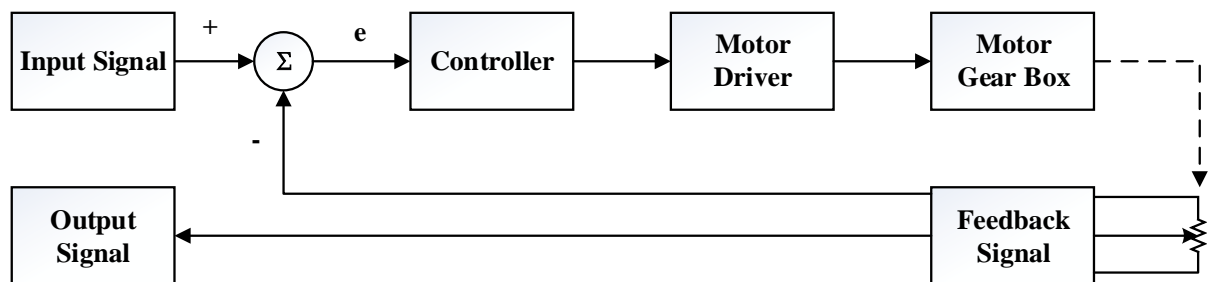 +
e
Input Signal
Σ
Controller
Motor
Driver
Motor
Gear Box
-
Output
Signal
Feedback
Signal